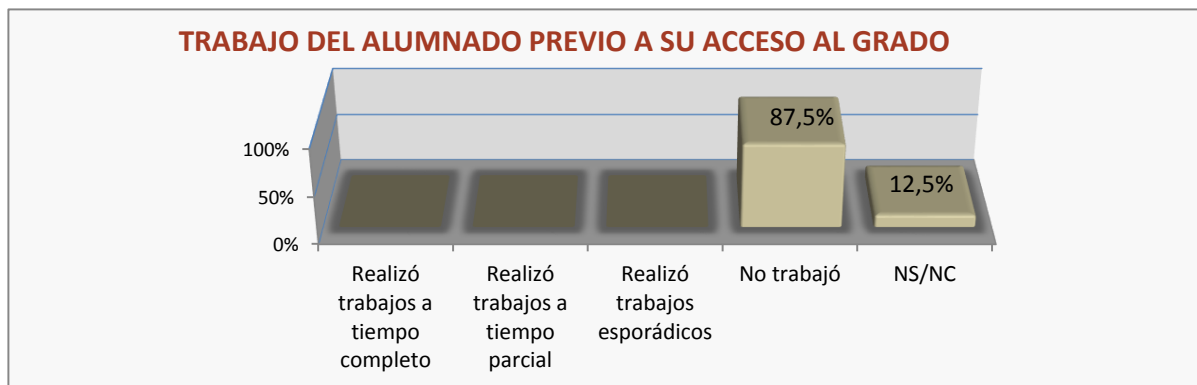 TRABAJO DEL ALUMNADO PREVIO A SU ACCESO AL GRADO
87,5%
12,5%
100%
50%
0%
Realizó
trabajos a
tiempo
completo
Realizó
trabajos a
tiempo
parcial
Realizó
trabajos
esporádicos
No trabajó
NS/NC